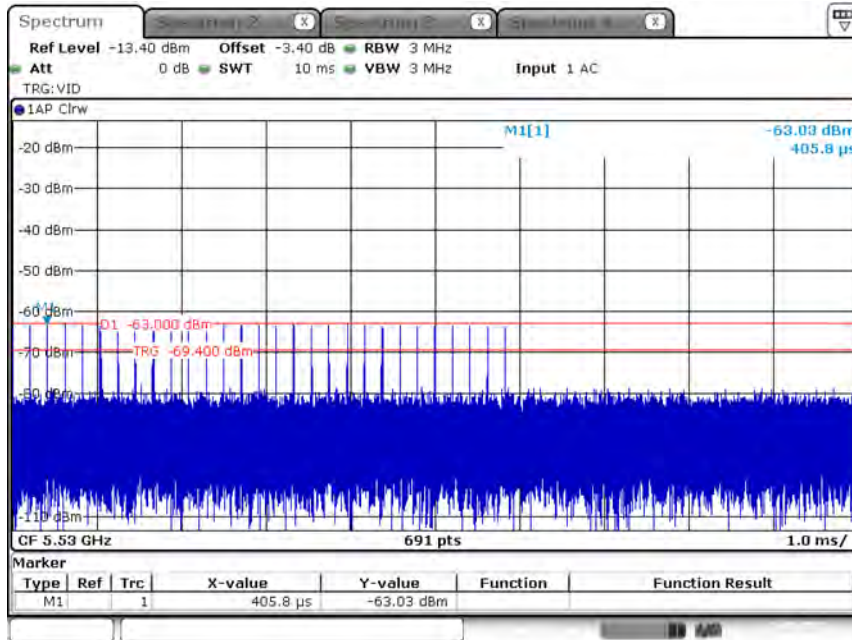 Spectrum
Ref Level -13.40 dBm Offset -3.40 dB RBW 3 MHz
Att 0 dB SWT 10 ms VBW 3 MHz Input 1 AC
TRG:VID
1AP Clrw
M1[1] -63.03 dBm
405.8 µs
-20 dBm
-30 dBm
-40 dBm
-50 dBm
-60 dBm
M1
D1 -63.000 dBm
-70 dBm
TRG -69.400 dBm
-80 dBm
-110 dBm
CF 5.53 GHz 691 pts 1.0 ms/
Marker
Type Ref Trc X-value Y-value Function Function Result
M1 1 405.8 µs -63.03 dBm